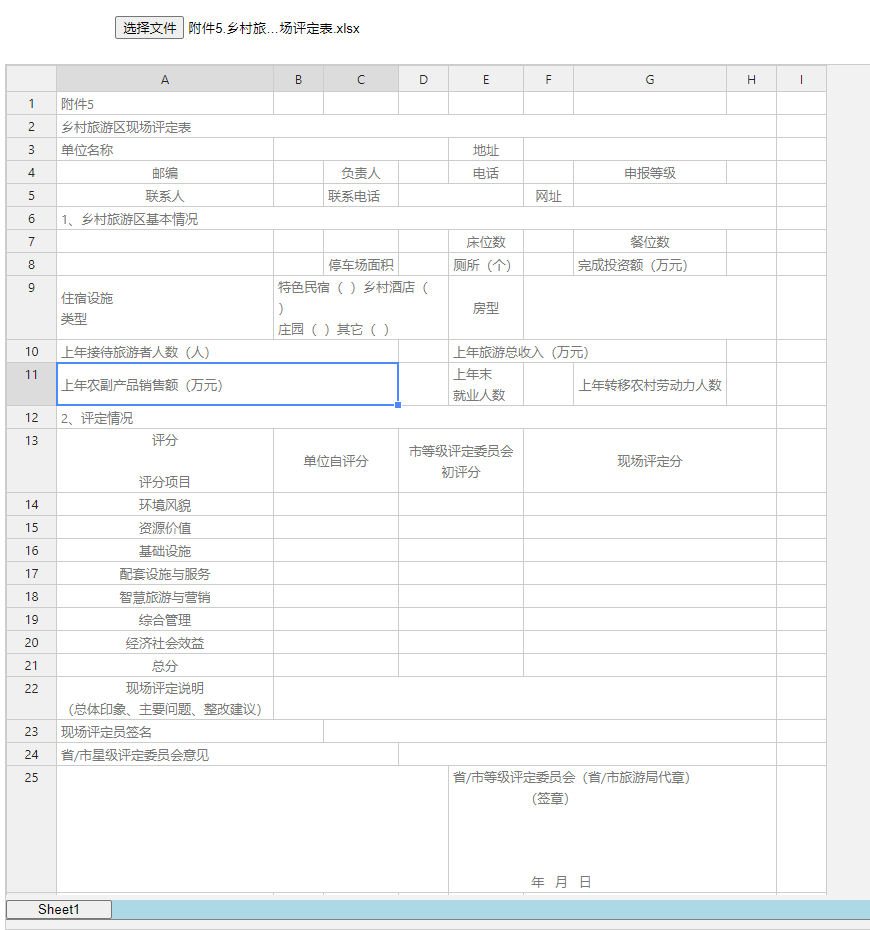 选择文件 附件5.乡村旅…场评定表.xlsx
A B C D E F G H I
1 附件5
2 乡村旅游区现场评定表
3 单位名称 地址
4 邮编 负责人 电话 申报等级
5 联系人 联系电话 网址
6 1、乡村旅游区基本情况
7 床位数 餐位数
8 停车场面积 厕所（个） 完成投资额（万元）
9 住宿设施
类型
特色民宿（ ）乡村酒店（
）
庄园（ ）其它（ ）
房型
10 上年接待旅游者人数（人） 上年旅游总收入（万元）
11 上年农副产品销售额（万元）
上年末
就业人数
上年转移农村劳动力人数
12 2、评定情况
13 评分
评分项目
单位自评分
市等级评定委员会
初评分
现场评定分
14 环境风貌
15 资源价值
16 基础设施
17 配套设施与服务
18 智慧旅游与营销
19 综合管理
20 经济社会效益
21 总分
22 现场评定说明
（总体印象、主要问题、整改建议）
23 现场评定员签名
24 省/市星级评定委员会意见
25 省/市等级评定委员会（省/市旅游局代章）
（签章）
年 月 日
Sheet1